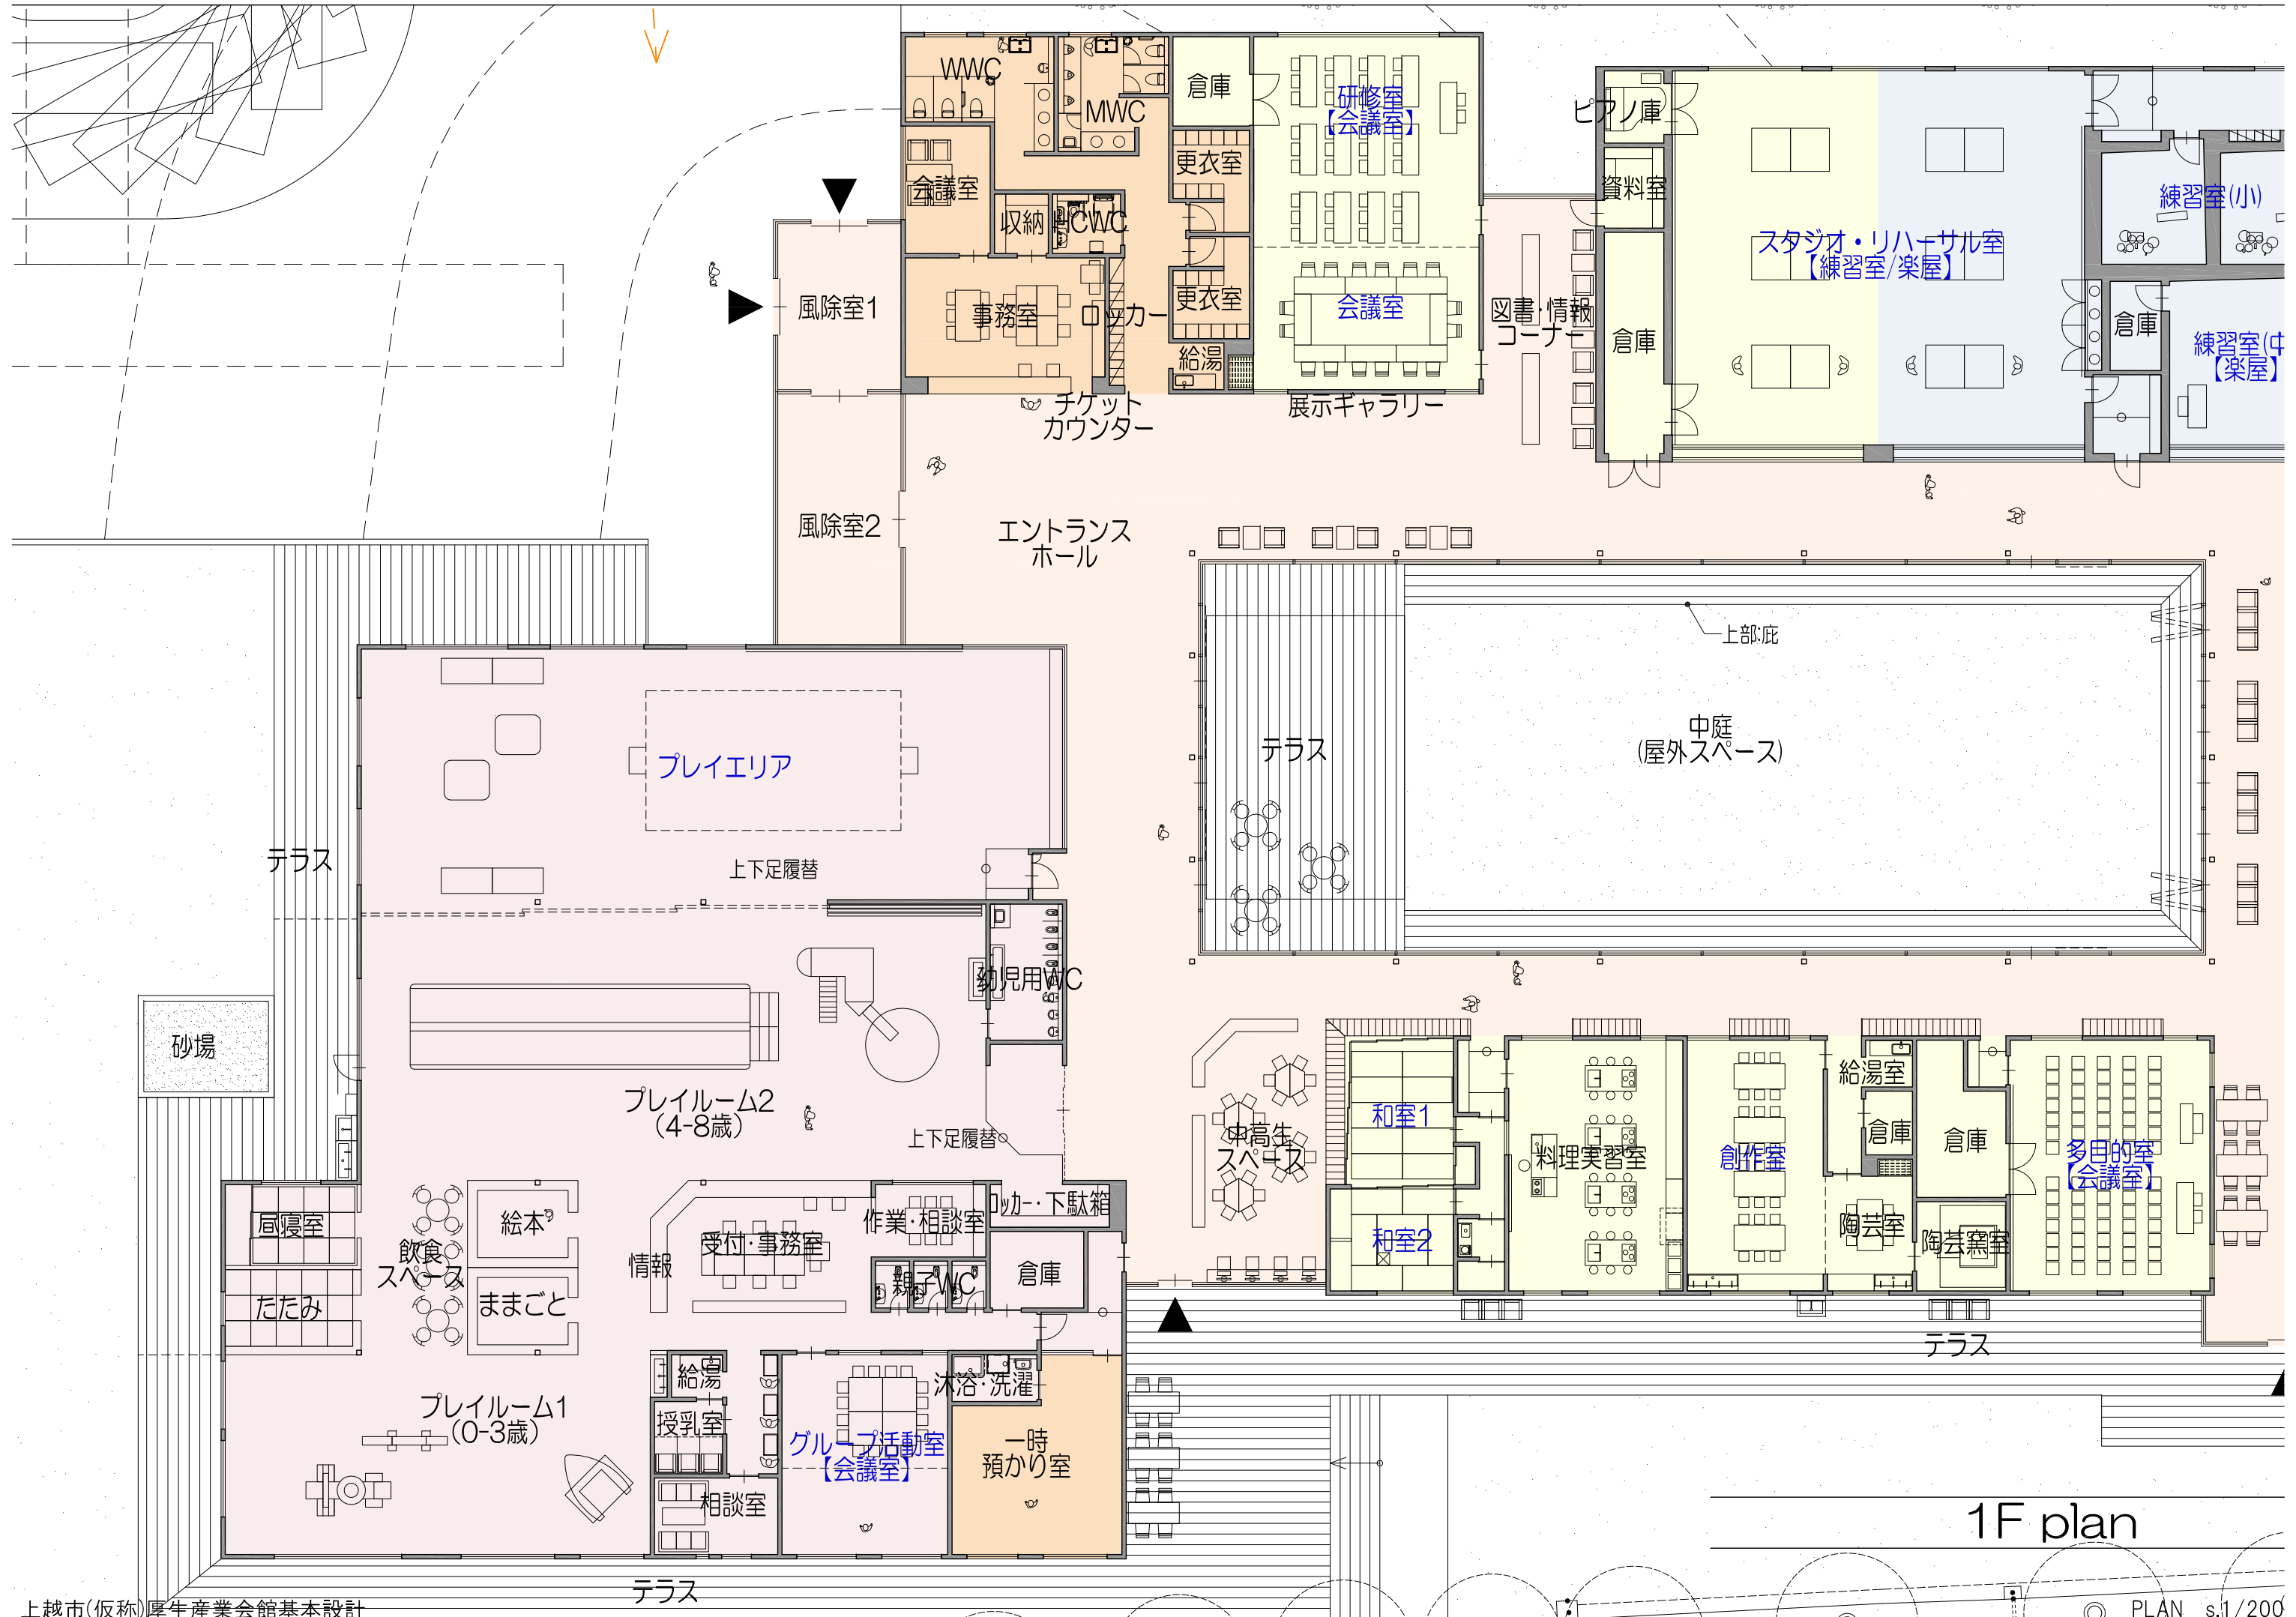 WWC
MWC
倉庫
研修室
【会議室】
更衣室
会議室
収納
HCWC
事務室
ロッカー
更衣室
会議室
給湯
風除室1
チケット
カウンター
展示ギャラリー
図書・情報
コーナー
ピアノ庫
資料室
倉庫
スタジオ・リハーサル室
【練習室/楽屋】
練習室(小)
倉庫
練習室(中
【楽屋】
風除室2
エントランス
ホール
上部:庇
中庭
(屋外スペース)
テラス
プレイエリア
テラス
上下足履替
幼児用WC
砂場
プレイルーム2
(4-8歳)
上下足履替
中高生
スペース
和室1
和室2
料理実習室
創作室
給湯室
倉庫
倉庫
陶芸室
陶芸窯室
多目的室
【会議室】
昼寝室
たたみ
飲食
スペース
絵本
ままごと
情報
受付・事務室
作業・相談室
ロッカー・下駄箱
親子WC
倉庫
テラス
プレイルーム1
(0-3歳)
給湯
授乳室
相談室
グループ活動室
【会議室】
沐浴・洗濯
一時
預かり室
テラス
1F plan
上越市(仮称)厚生産業会館基本設計
PLAN s.1/200